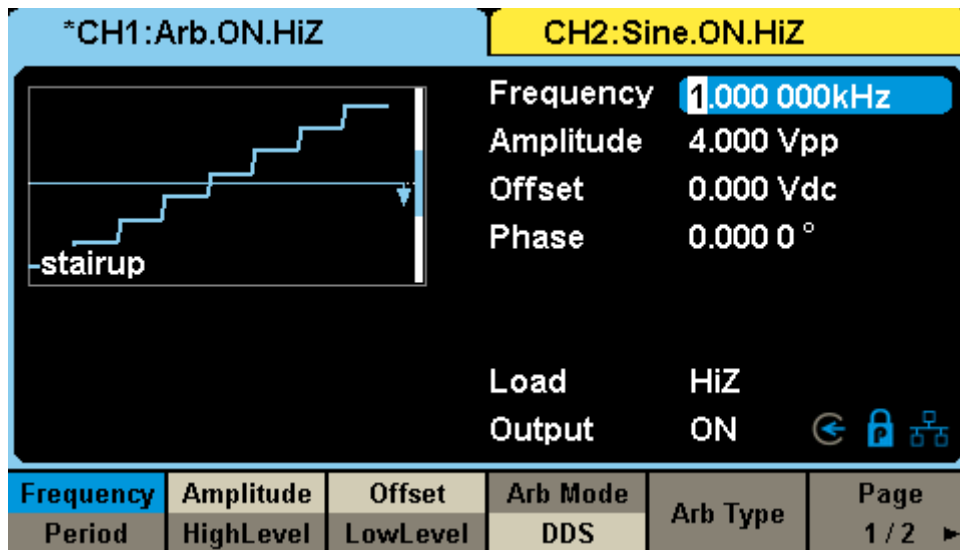 *CH1:Arb.ON.HiZ
CH2:Sine.ON.HiZ
-stairup
Frequency 1.000 000kHz
Amplitude 4.000 Vpp
Offset 0.000 Vdc
Phase 0.000 0 °
Load HiZ
Output ON
P
Frequency Amplitude Offset Arb Mode Arb Type Page
Period HighLevel LowLevel DDS 1 / 2 ►